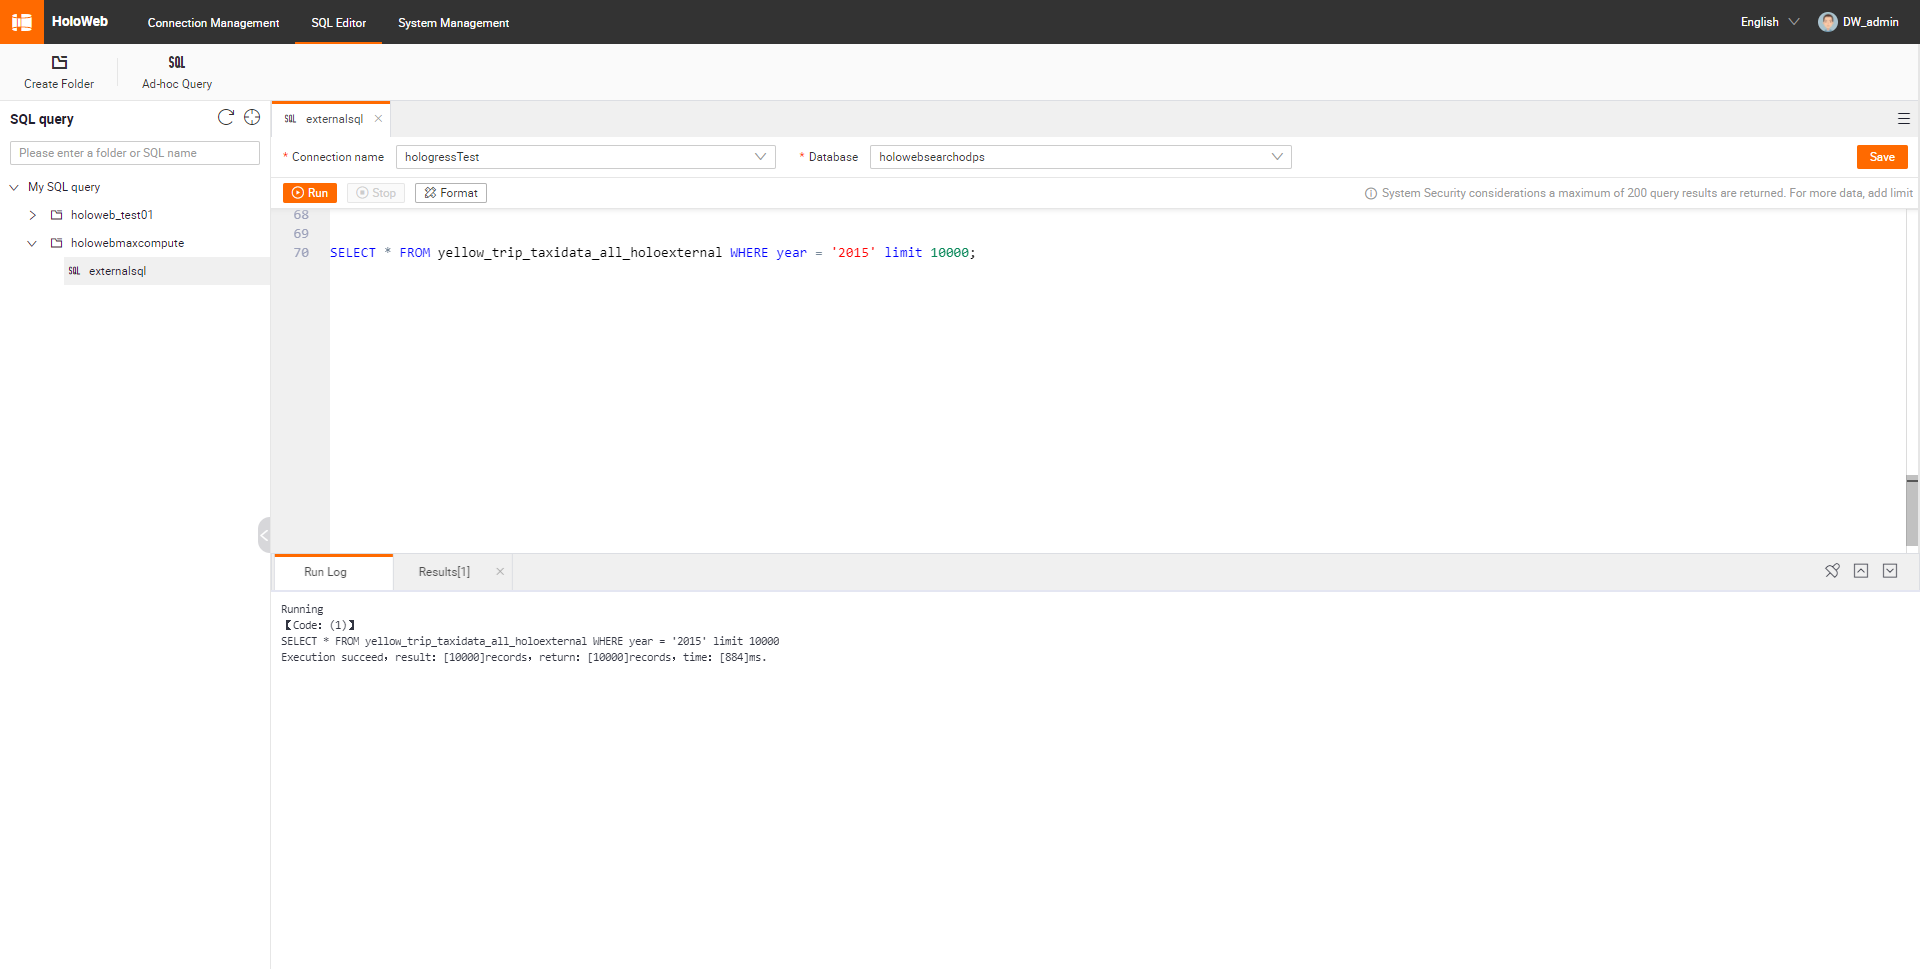 HoloWeb
Connection Management
SQL Editor
System Management
English
DW_admin
Create Folder
SQL
Ad-hoc Query
SQL query
Please enter a folder or SQL name
My SQL query
holoweb_test01
holowebmaxcompute
SQL externalsql
SQL externalsql
* Connection name
hologressTest
* Database
holowebsearchodps
Save
Run
Stop
Format
System Security considerations a maximum of 200 query results are returned. For more data, add limit
68
69
70 SELECT * FROM yellow_trip_taxidata_all_holoexternal WHERE year = '2015' limit 10000;
Run Log
Results[1]
Running
【Code: (1)】
SELECT * FROM yellow_trip_taxidata_all_holoexternal WHERE year = '2015' limit 10000
Execution succeed，result: [10000]records，return: [10000]records，time: [884]ms.